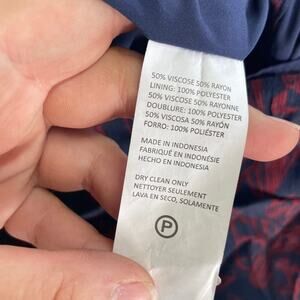 50% VISCOSE 50% RAYON
LINING: 100% POLYESTER
50% VISCOSE 50% RAYONNE
DOUBLURE: 100% POLYESTER
50% VISCOSA 50% RAYÓN
FORRO: 100% POLIÉSTER
MADE IN INDONESIA
FABRIQUÉ EN INDONÉSIE
HECHO EN INDONESIA
DRY CLEAN ONLY
NETTOYER SEULEMENT
LAVA EN SECO, SOLAMENTE
P